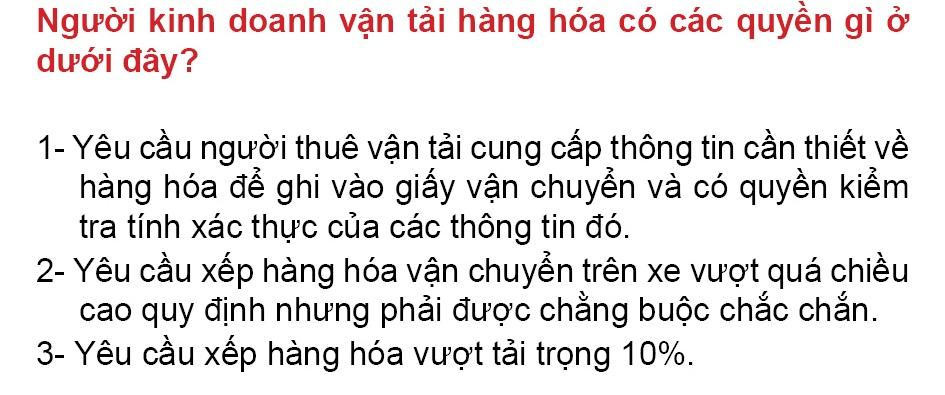 Người kinh doanh vận tải hàng hóa có các quyền gì ở
dưới đây?
1- Yêu cầu người thuê vận tải cung cấp thông tin cần thiết về
hàng hóa để ghi vào giấy vận chuyển và có quyền kiểm
tra tính xác thực của các thông tin đó.
2- Yêu cầu xếp hàng hóa vận chuyển trên xe vượt quá chiều
cao quy định nhưng phải được chằng buộc chắc chắn.
3- Yêu cầu xếp hàng hóa vượt tải trọng 10%.